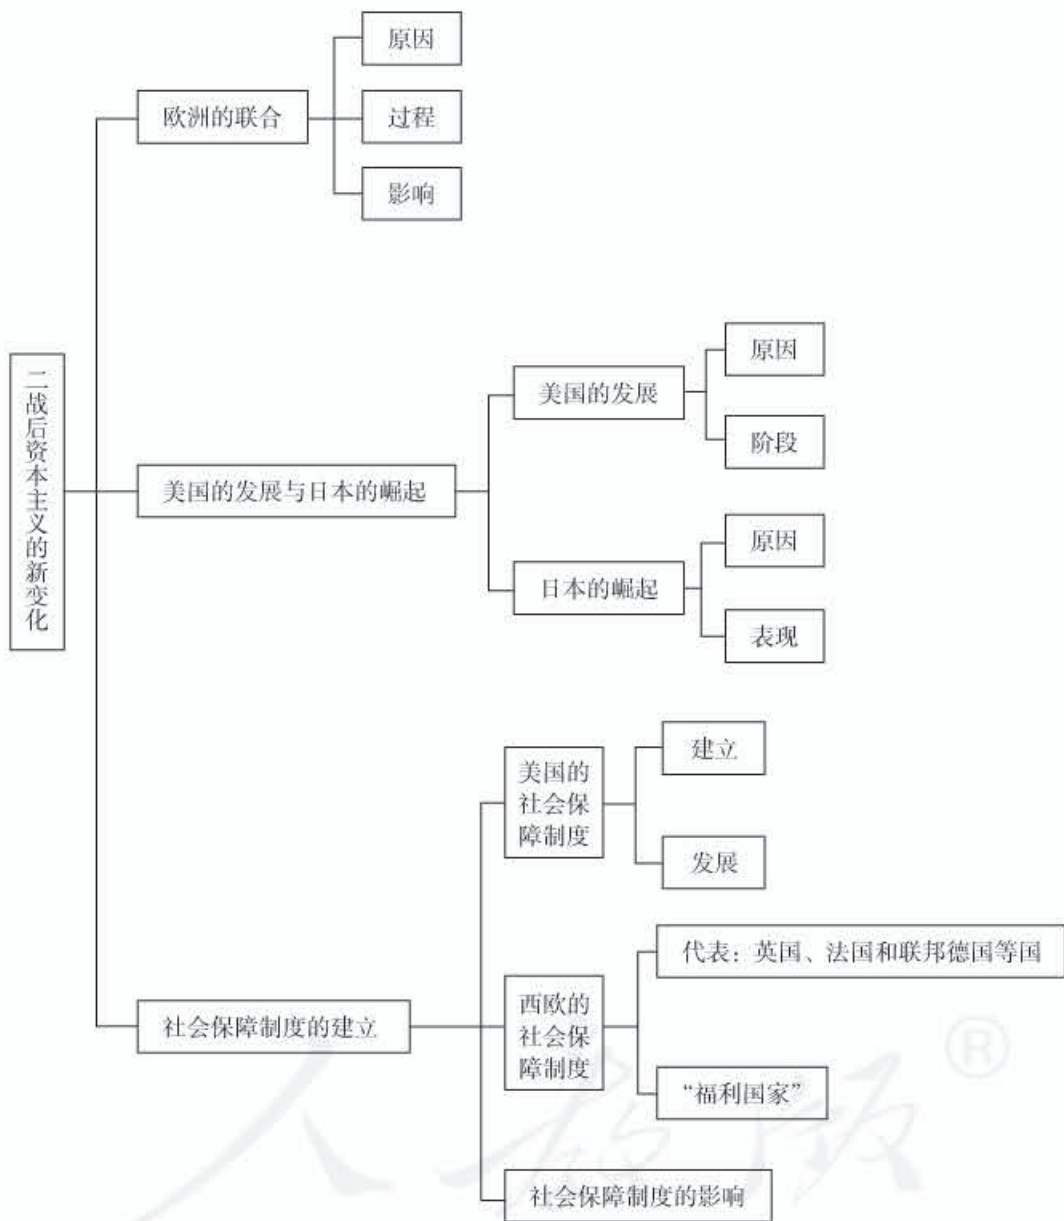 二战后资本主义的新变化
欧洲的联合
原因
过程
影响
美国的发展与日本的崛起
美国的发展
原因
阶段
日本的崛起
原因
表现
社会保障制度的建立
美国的
社会保
障制度
建立
发展
西欧的
社会保
障制度
代表：英国、法国和联邦德国等国
“福利国家”
社会保障制度的影响
人教版®